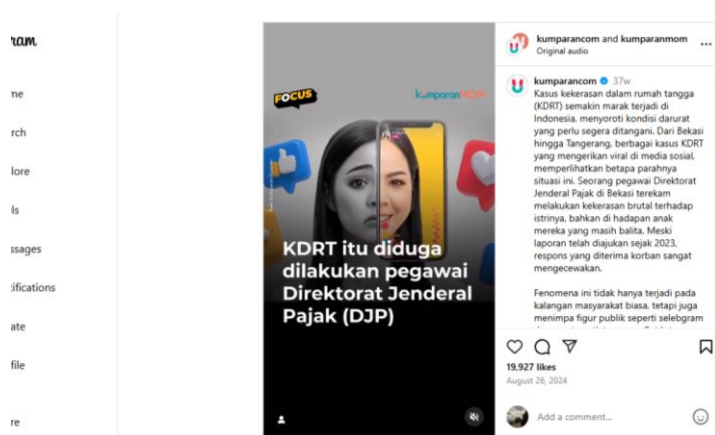 ram
me
rch
lore
ls
ssages
ifications
ate
file
re
FOCUS
kumparanMOM
KDRT itu diduga
dilakukan pegawai
Direktorat Jenderal
Pajak (DJP)
kumparancom and kumparanmom
Original audio
kumparancom 37w
Kasus kekerasan dalam rumah tangga
(KDRT) semakin marak terjadi di
Indonesia, menyoroti kondisi darurat
yang perlu segera ditangani. Dari Bekasi
hingga Tangerang, berbagai kasus KDRT
yang mengerikan viral di media sosial,
memperlihatkan betapa parahnya
situasi ini. Seorang pegawai Direktorat
Jenderal Pajak di Bekasi terekam
melakukan kekerasan brutal terhadap
istrinya, bahkan di hadapan anak
mereka yang masih balita. Meski
laporan telah diajukan sejak 2023,
respons yang diterima korban sangat
mengecewakan.
Fenomena ini tidak hanya terjadi pada
kalangan masyarakat biasa, tetapi juga
menimpa figur publik seperti selebgram
19,927 likes
August 26, 2024
Add a comment...